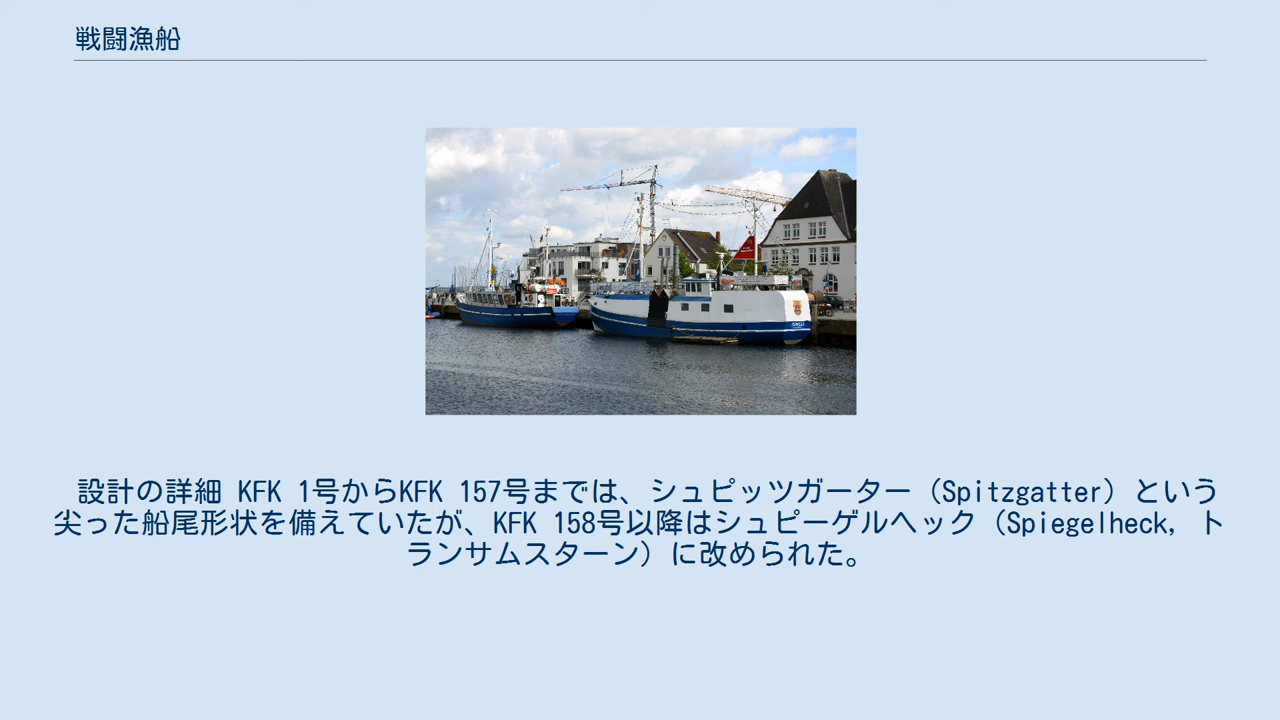 戦闘漁船
設計の詳細 KFK 1号からKFK 157号までは、シュピッツガーター（Spitzgatter）という
尖った船尾形状を備えていたが、KFK 158号以降はシュピーゲルヘック（Spiegelheck, ト
ランサムスターン）に改められた。